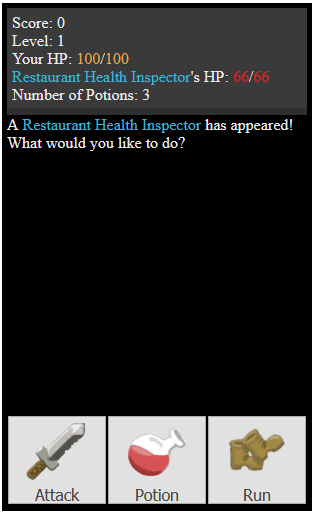 Score: 0
Level: 1
Your HP: 100/100
Restaurant Health Inspector's HP: 66/66
Number of Potions: 3
A Restaurant Health Inspector has appeared!
What would you like to do?
Attack
Potion
Run